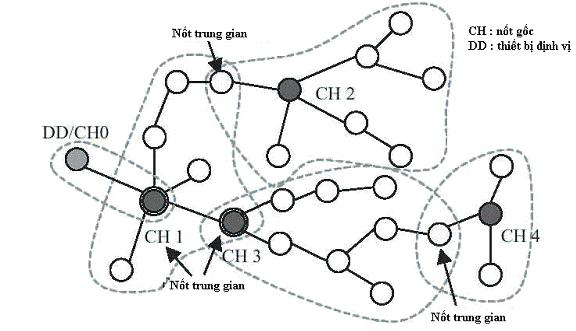 Nốt trung gian
CH : nốt gốc
DD : thiết bị định vị
CH 2
DD/CH0
CH 1
CH 3
CH 4
Nốt trung gian
Nốt trung gian